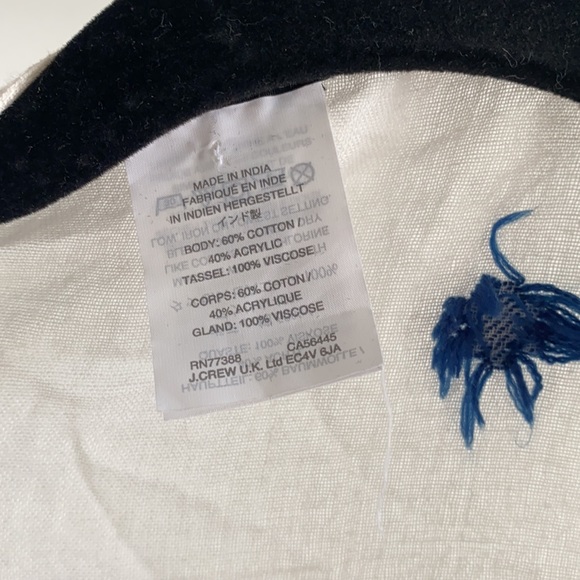 MADE IN INDIA
FABRIQUÉ EN INDE
IN INDIEN HERGESTELLT
インド製
BODY: 60% COTTON /
40% ACRYLIC
TASSEL: 100% VISCOSE
CORPS: 60% COTON /
40% ACRYLIQUE
GLAND: 100% VISCOSE
RN77388 CA56445
J.CREW U.K. Ltd EC4V 6JA